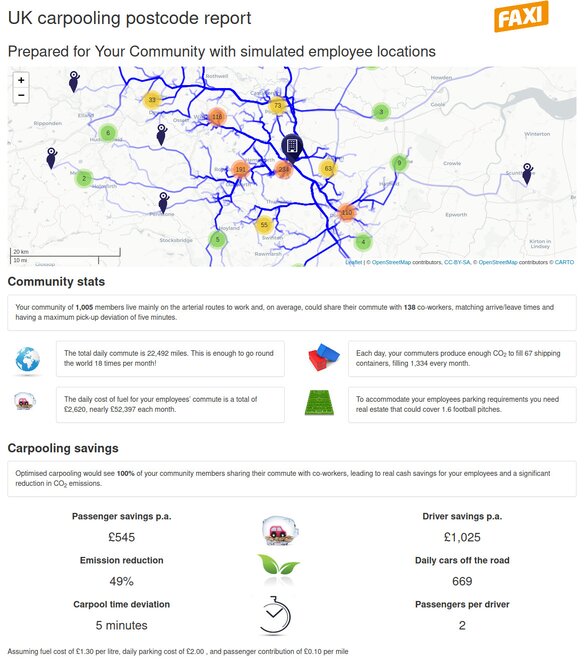 UK carpooling postcode report
FAXI
Prepared for Your Community with simulated employee locations
+
−
Rothwell
Howden
Goole
33
73
3
116
Elland
Ripponden
6
Winterton
9
Crowle
191
234
63
2
Scunt
110
Epworth
Penistone
55
5
4
Stocksbridge
Hoyland
Swinton
Rawmarsh
Kirton in
Lindsey
20 km
10 mi
Leaflet | © OpenStreetMap contributors, CC-BY-SA, © OpenStreetMap contributors © CARTO
Community stats
Your community of 1,005 members live mainly on the arterial routes to work and, on average, could share their commute with 138 co-workers, matching arrive/leave times and
having a maximum pick-up deviation of five minutes.
The total daily commute is 22,492 miles. This is enough to go round
the world 18 times per month!
Each day, your commuters produce enough CO2 to fill 67 shipping
containers, filling 1,334 every month.
The daily cost of fuel for your employees' commute is a total of
£2,620, nearly £52,397 each month.
To accommodate your employees parking requirements you need
real estate that could cover 1.6 football pitches.
Carpooling savings
Optimised carpooling would see 100% of your community members sharing their commute with co-workers, leading to real cash savings for your employees and a significant
reduction in CO2 emissions.
Passenger savings p.a.
£545
Driver savings p.a.
£1,025
Emission reduction
49%
Daily cars off the road
669
Carpool time deviation
5 minutes
Passengers per driver
2
Assuming fuel cost of £1.30 per litre, daily parking cost of £2.00 , and passenger contribution of £0.10 per mile